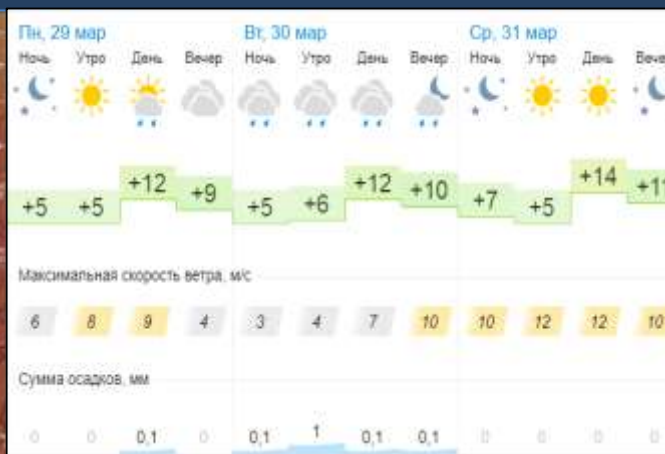 Пн, 29 мар Вт, 30 мар Ср, 31 мар
Ночь Утро День Вечер Ночь Утро День Вечер Ночь Утро День Вече
+5 +5 +12 +9 +5 +6 +12 +10 +7 +5 +14 +11
Максимальная скорость ветра, м/с
6 8 9 4 3 4 7 10 10 12 12 10
Сумма осадков, мм
0 0 0,1 0 0,1 1 0,1 0,1 0 0 0 0